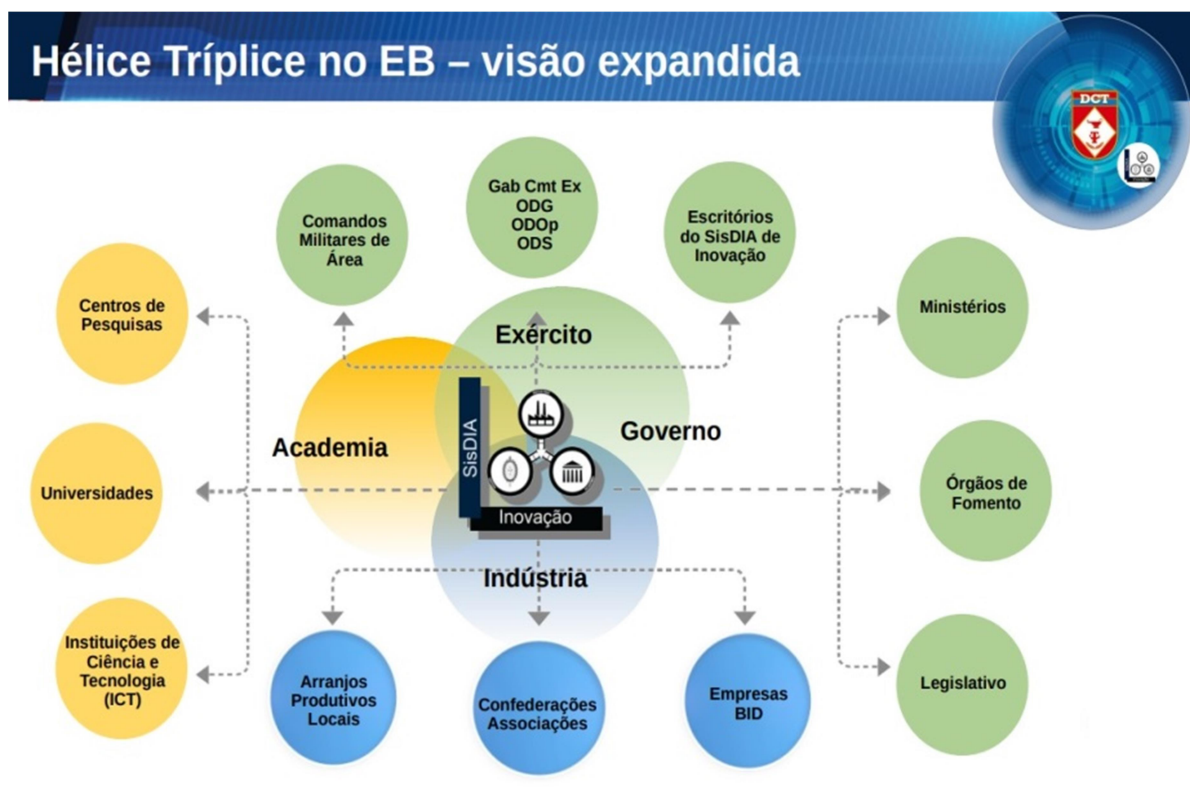 Hélice Tríplice no EB – visão expandida
DCT
Gab Cmt Ex
ODG
ODOp
ODS
Comandos
Militares de
Área
Escritórios
do SisDIA de
Inovação
Centros de
Pesquisas
Ministérios
Exército
Academia
Governo
SisDIA
Inovação
Universidades
Órgãos de
Fomento
Indústria
Instituições de
Ciência e
Tecnologia
(ICT)
Arranjos
Produtivos
Locais
Confederações
Associações
Empresas
BID
Legislativo